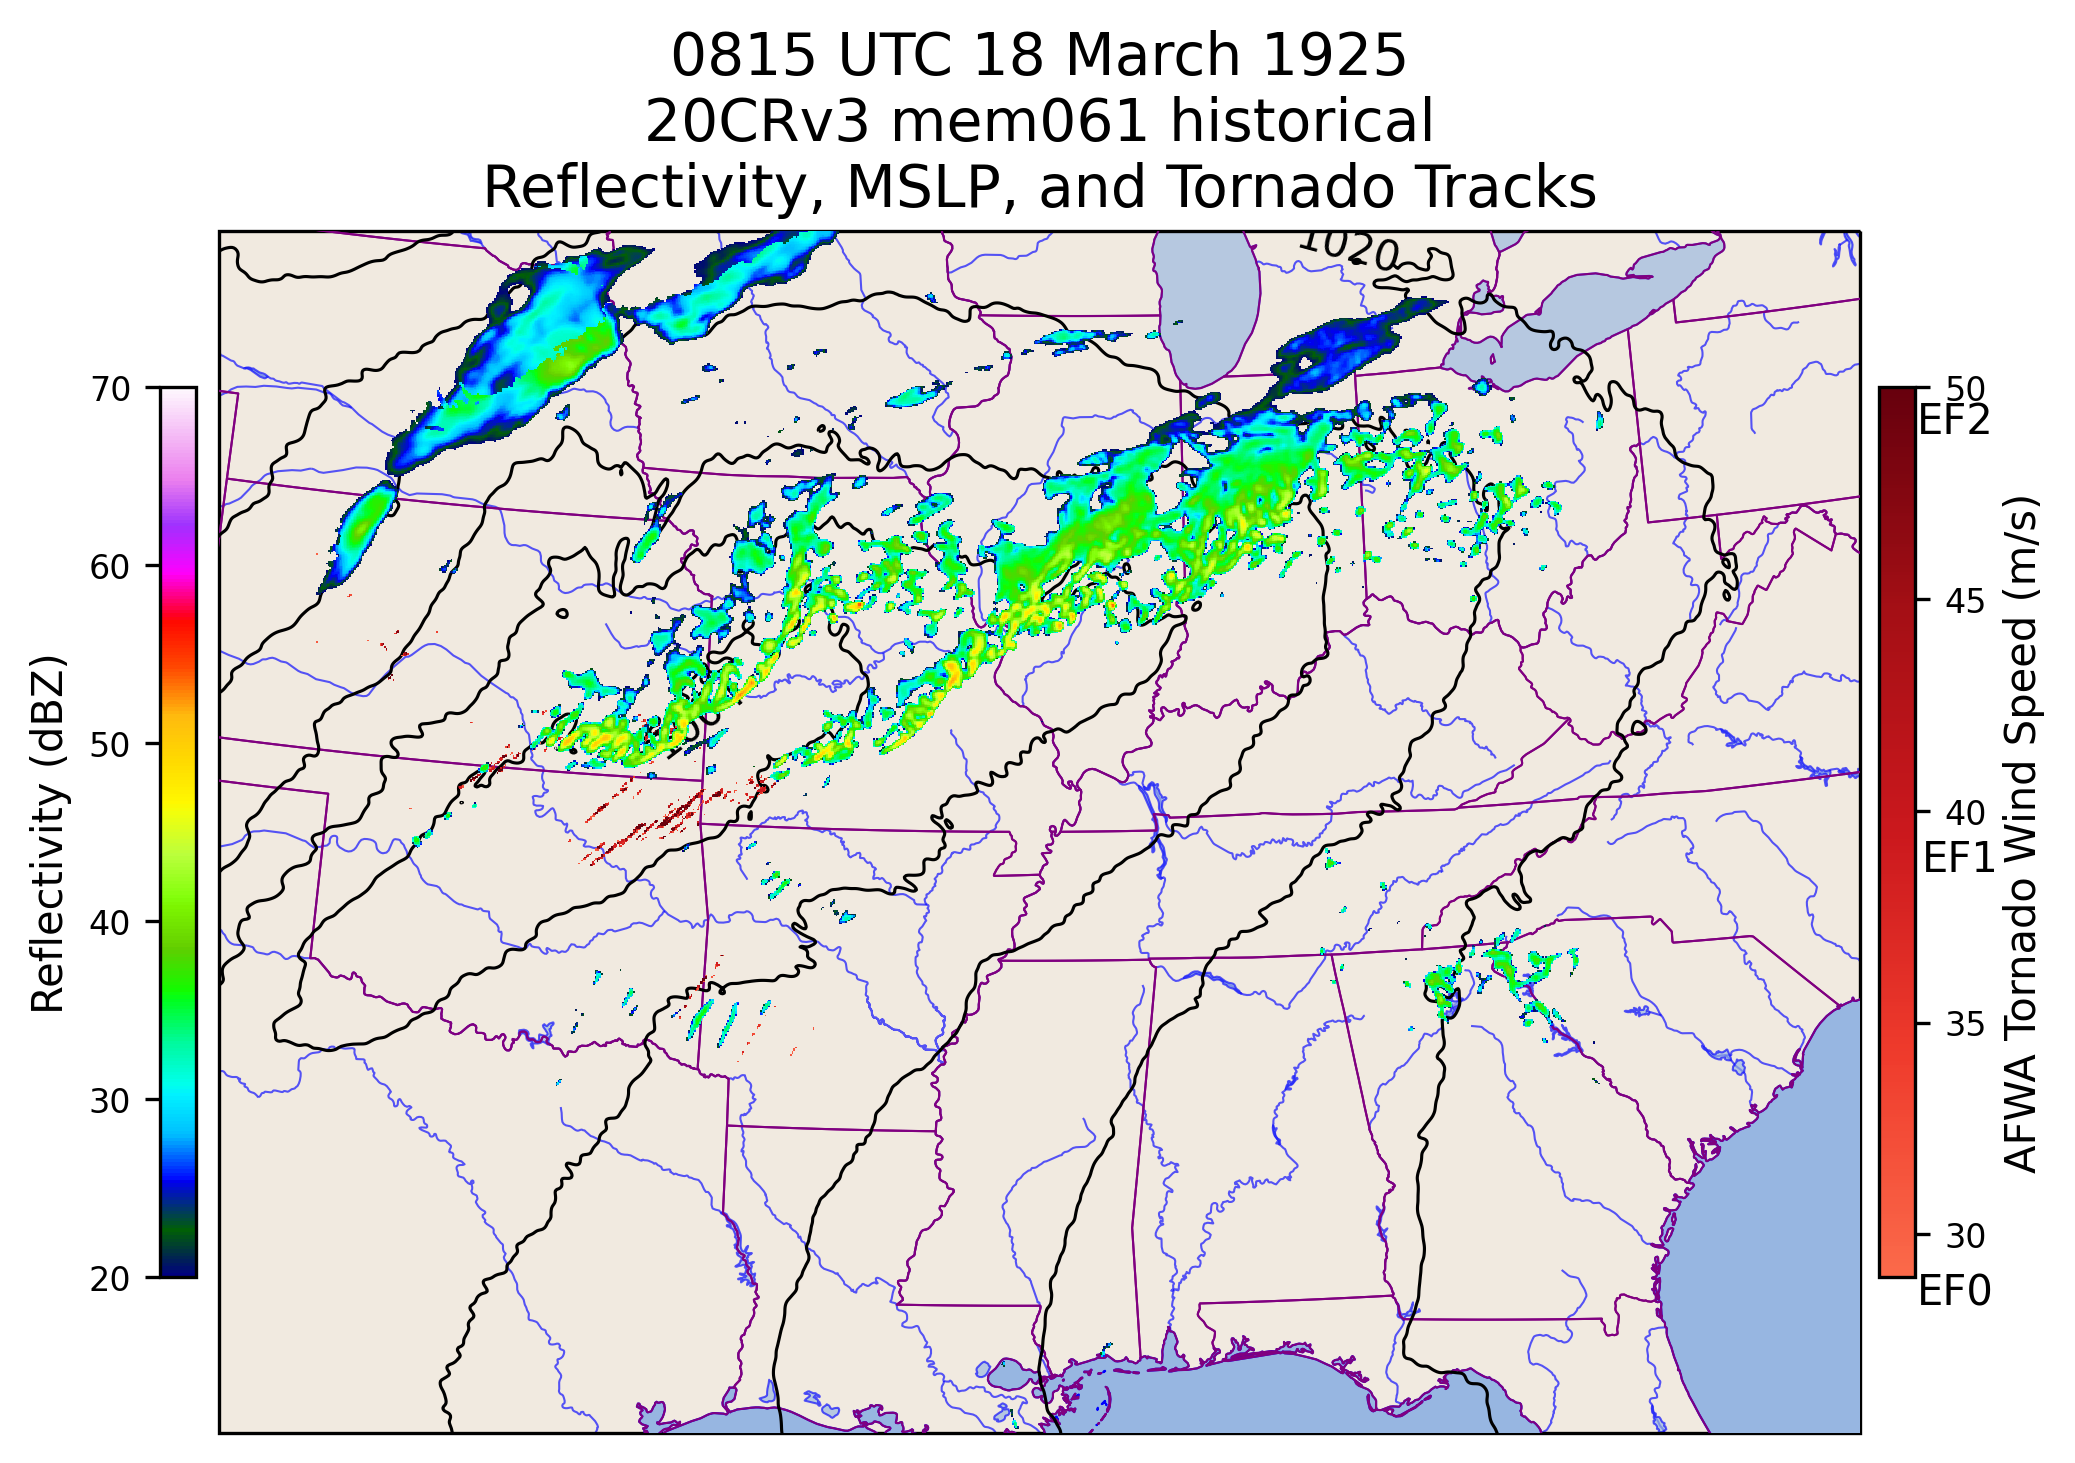 0815 UTC 18 March 1925
20CRv3 mem061 historical
Reflectivity, MSLP, and Tornado Tracks
1020
Reflectivity (dBZ)
70
60
50
40
30
20
50
EF2
45
40
EF1
35
30
EF0
AFWA Tornado Wind Speed (m/s)